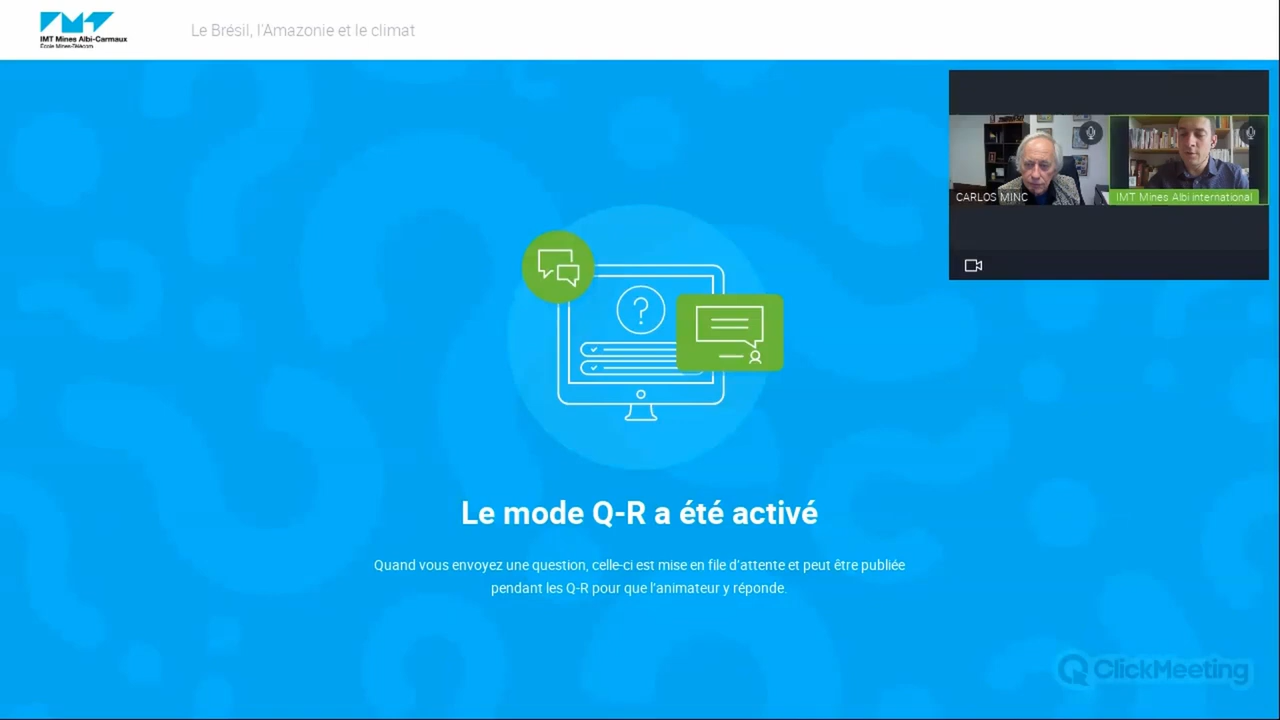 IMT Mines Albi-Carmaux
École Mines-Télécom
Le Brésil, l'Amazonie et le climat
CARLOS MINC
IMT Mines Albi international
Le mode Q-R a été activé
Quand vous envoyez une question, celle-ci est mise en file d'attente et peut être publiée
pendant les Q-R pour que l'animateur y réponde.
ClickMeeting